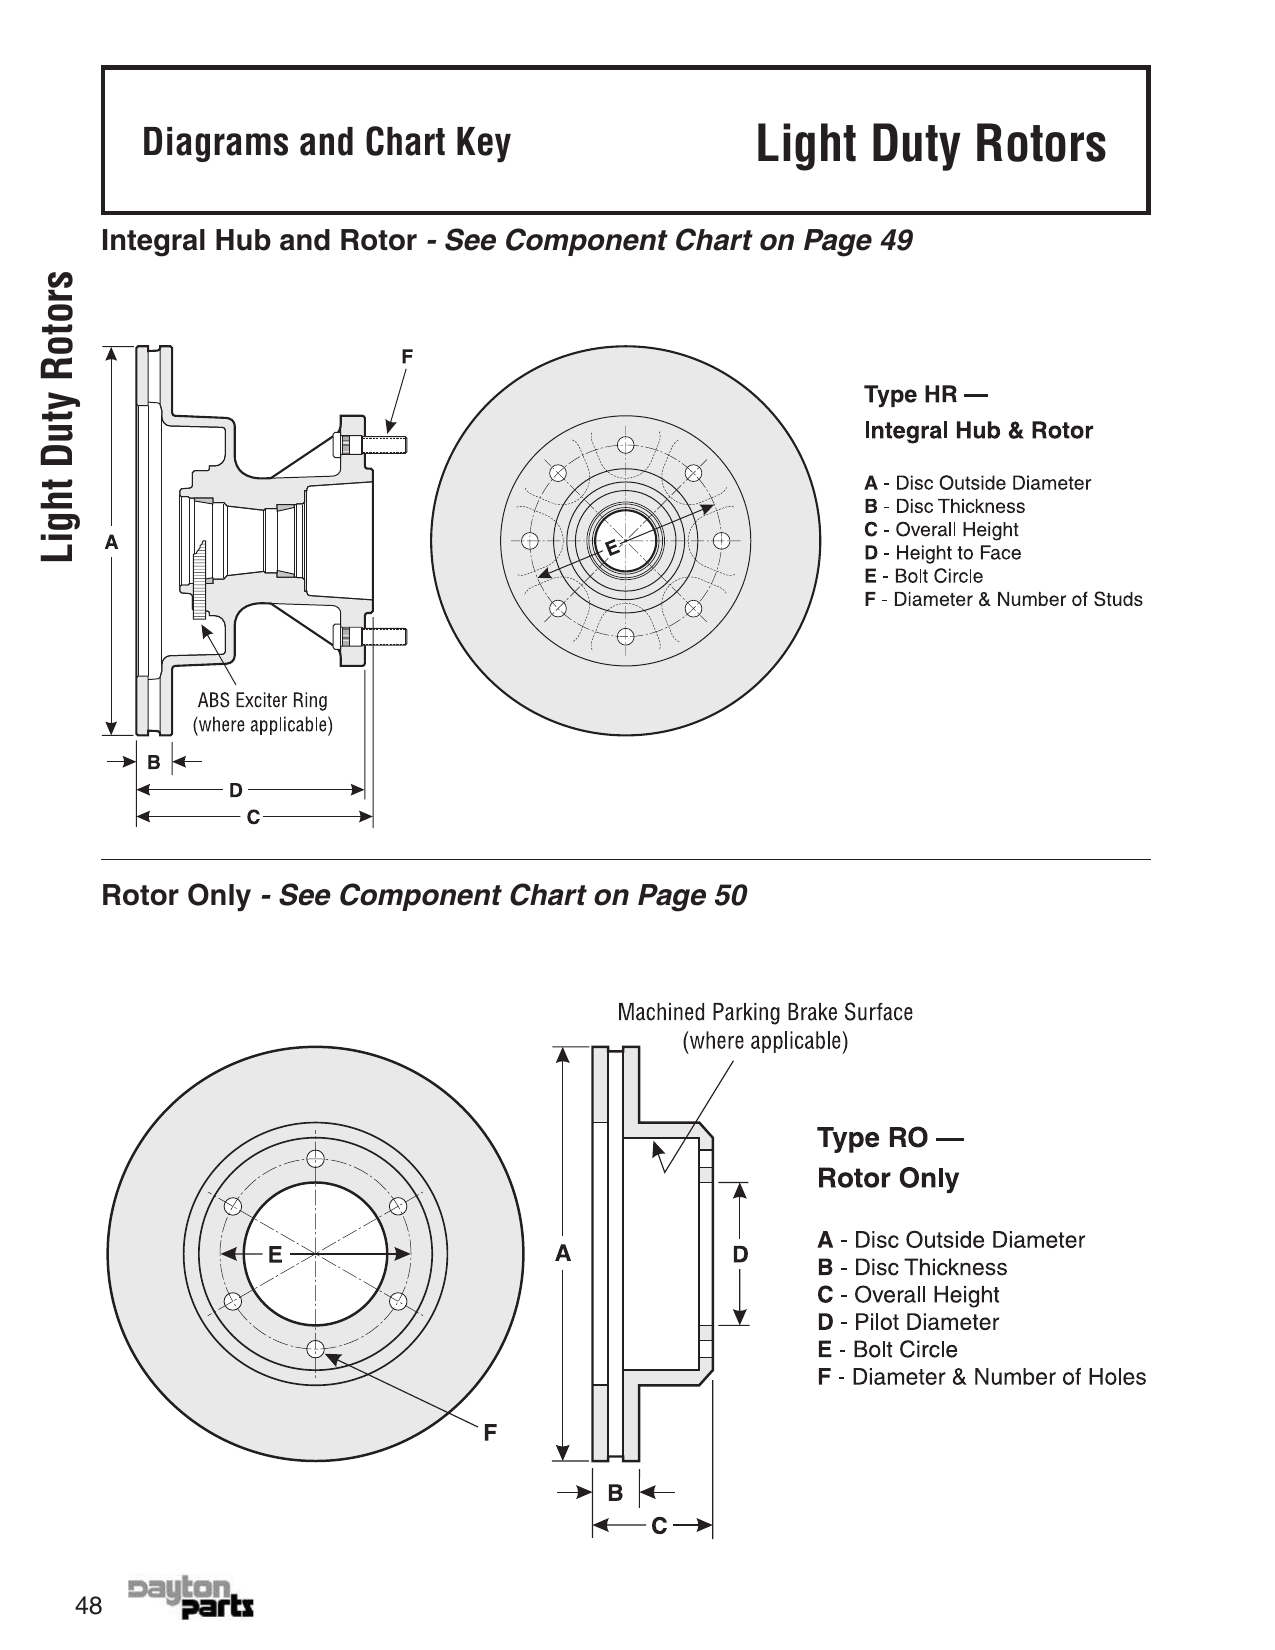 Diagrams and Chart Key
Light Duty Rotors
Integral Hub and Rotor - See Component Chart on Page 49
Light Duty Rotors
F
A
E
ABS Exciter Ring
(where applicable)
B
D
C
Type HR —
Integral Hub & Rotor
A - Disc Outside Diameter
B - Disc Thickness
C - Overall Height
D - Height to Face
E - Bolt Circle
F - Diameter & Number of Studs
Rotor Only - See Component Chart on Page 50
Machined Parking Brake Surface
(where applicable)
E
A
D
F
B
C
Type RO —
Rotor Only
A - Disc Outside Diameter
B - Disc Thickness
C - Overall Height
D - Pilot Diameter
E - Bolt Circle
F - Diameter & Number of Holes
48
Dayton
parts